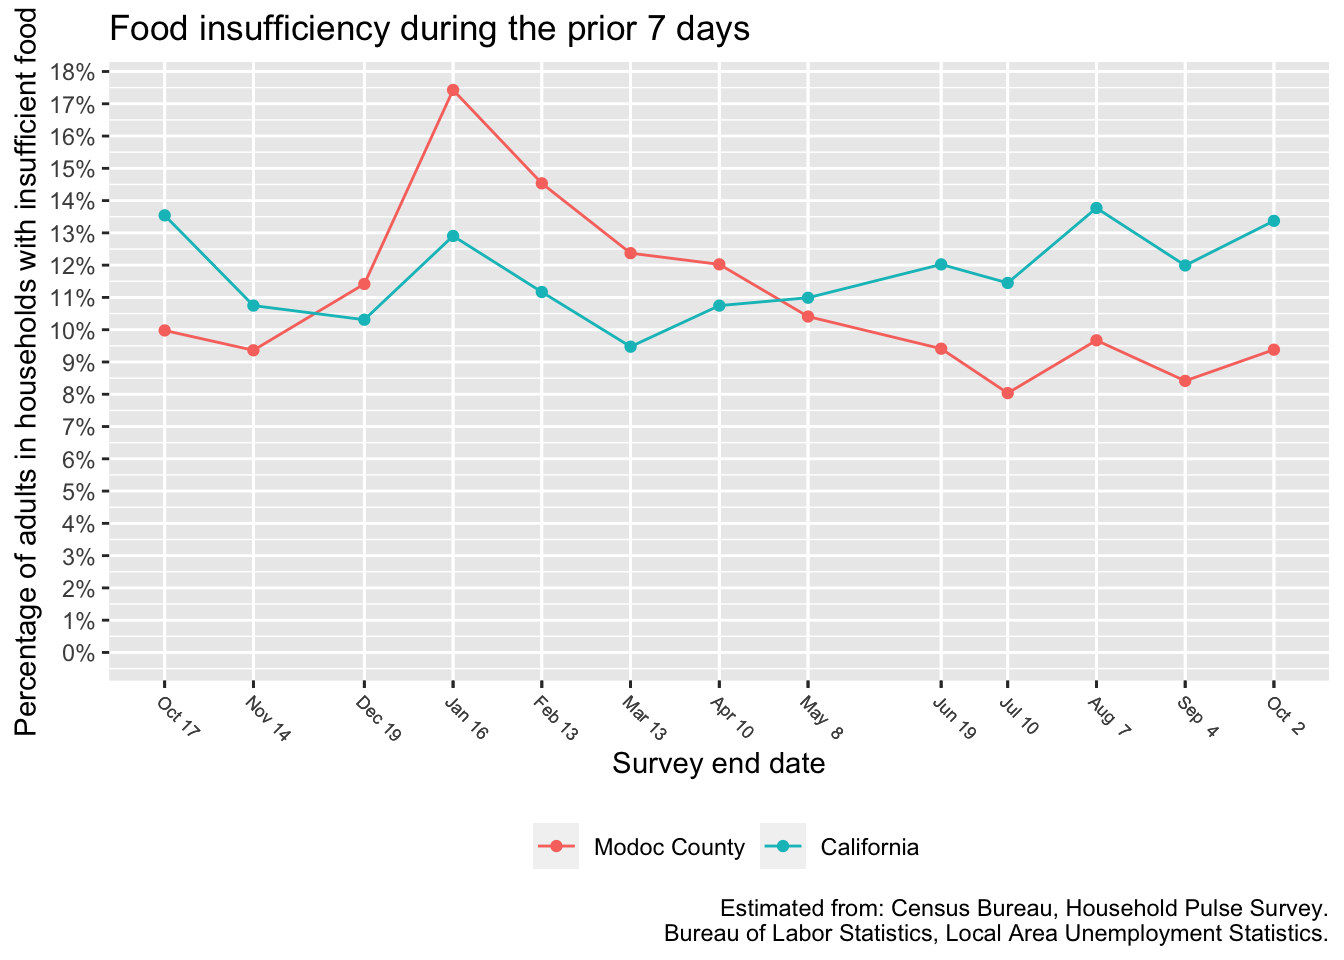 Food insufficiency during the prior 7 days
Percentage of adults in households with insufficient food
18%
17%
16%
15%
14%
13%
12%
11%
10%
9%
8%
7%
6%
5%
4%
3%
2%
1%
0%
Oct 17
Nov 14
Dec 19
Jan 16
Feb 13
Mar 13
Apr 10
May 8
Jun 19
Jul 10
Aug 7
Sep 4
Oct 2
Survey end date
Modoc County
California
Estimated from: Census Bureau, Household Pulse Survey.
Bureau of Labor Statistics, Local Area Unemployment Statistics.